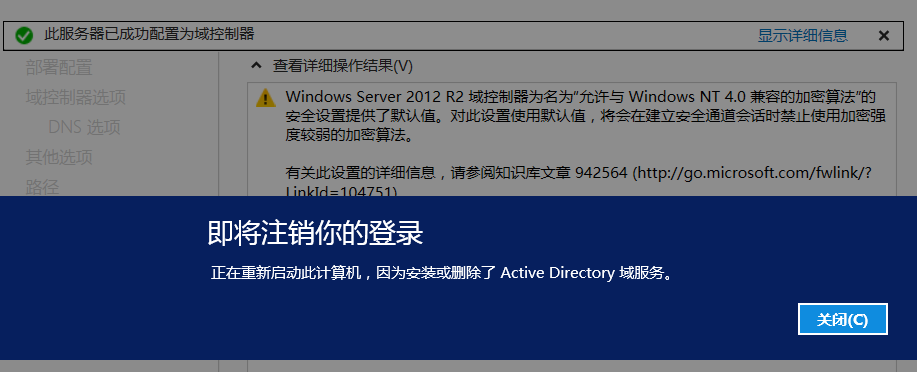 此服务器已成功配置为域控制器
显示详细信息
部署配置
查看详细操作结果(V)
域控制器选项
DNS 选项
其他选项
路径
Windows Server 2012 R2 域控制器为名为"允许与 Windows NT 4.0 兼容的加密算法"的
安全设置提供了默认值。对此设置使用默认值，将会在建立安全通道会话时禁止使用加密强
度较弱的加密算法。
有关此设置的详细信息，请参阅知识库文章 942564 (http://go.microsoft.com/fwlink/?
LinkId=104751)
即将注销你的登录
正在重新启动此计算机，因为安装或删除了 Active Directory 域服务。
关闭(C)